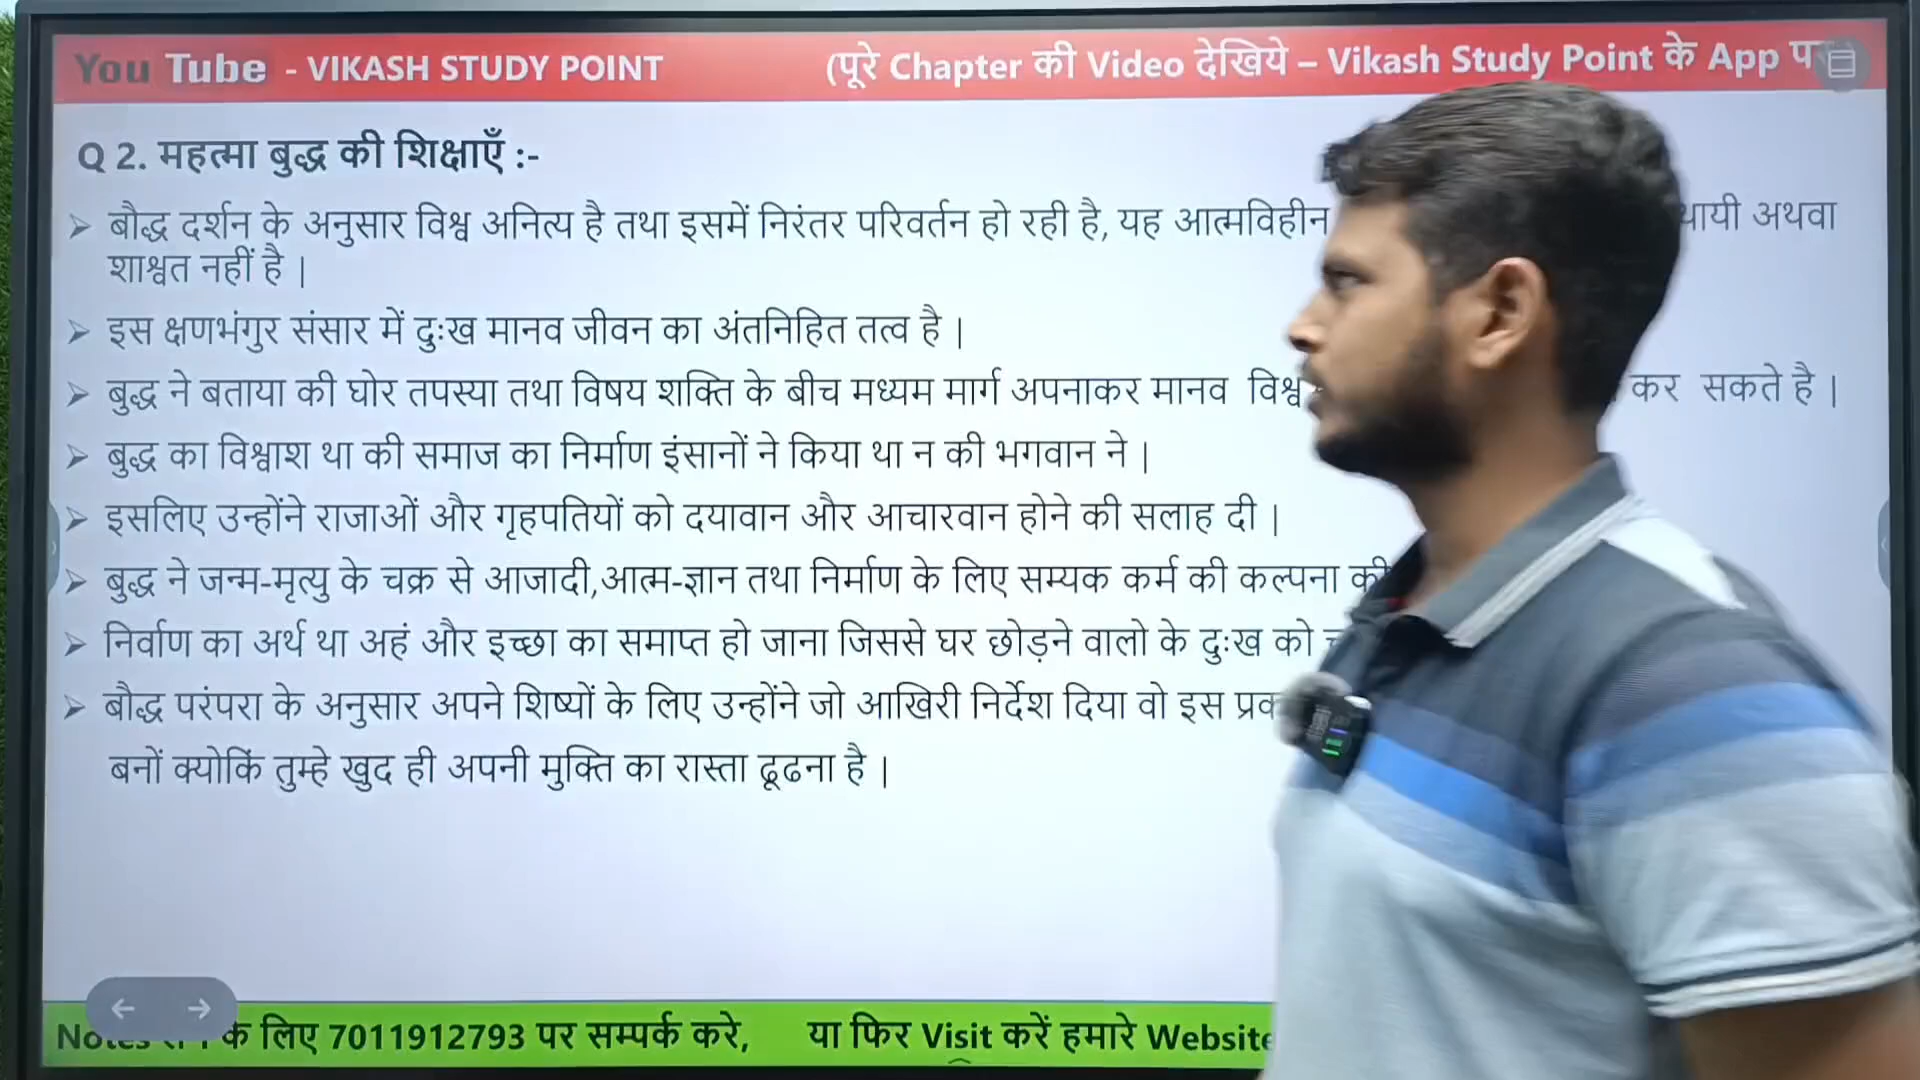 You Tube - VIKASH STUDY POINT (पूरे Chapter की Video देखिये – Vikash Study Point के App
Q 2. महत्मा बुद्ध की शिक्षाएँ :-
➢ बौद्ध दर्शन के अनुसार विश्व अनित्य है तथा इसमें निरंतर परिवर्तन हो रही है, यह आत्मविहीन अथवा
शाश्वत नहीं है |
➢ इस क्षणभंगुर संसार में दुःख मानव जीवन का अंतनिहित तत्व है |
➢ बुद्ध ने बताया की घोर तपस्या तथा विषय शक्ति के बीच मध्यम मार्ग अपनाकर मानव विश्व कर सकते है |
➢ बुद्ध का विश्वाश था की समाज का निर्माण इंसानों ने किया था न की भगवान ने |
➢ इसलिए उन्होंने राजाओं और गृहपतियों को दयावान और आचारवान होने की सलाह दी |
➢ बुद्ध ने जन्म-मृत्यु के चक्र से आजादी,आत्म-ज्ञान तथा निर्माण के लिए सम्यक कर्म की कल्पना की
➢ निर्वाण का अर्थ था अहं और इच्छा का समाप्त हो जाना जिससे घर छोड़ने वालो के दुःख को
➢ बौद्ध परंपरा के अनुसार अपने शिष्यों के लिए उन्होंने जो आखिरी निर्देश दिया वो इस
बनों क्योकिं तुम्हे खुद ही अपनी मुक्ति का रास्ता ढूढना है |
के लिए 7011912793 पर सम्पर्क करे, या फिर Visit करें हमारे Website